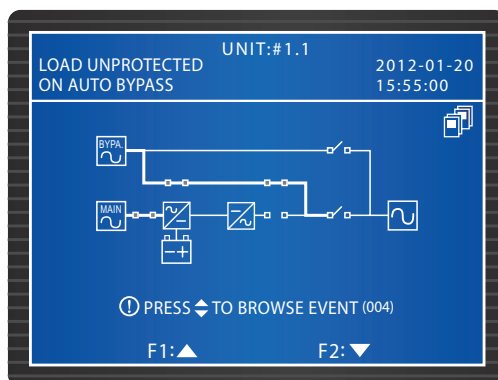 UNIT:#1.1
LOAD UNPROTECTED
ON AUTO BYPASS
2012-01-20
15:55:00
BYPA.
MAIN
PRESS TO BROWSE EVENT (004)
F1:
F2: